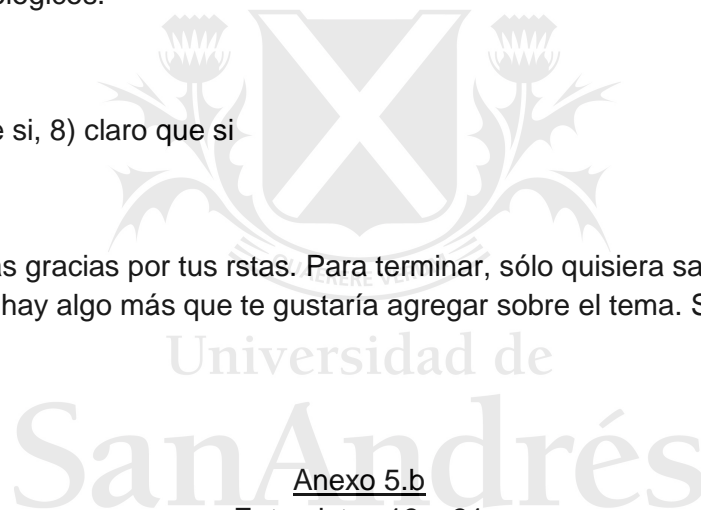 ológicos.
e si, 8) claro que si
as gracias por tus rstas. Para terminar, sólo quisiera sa
hay algo más que te gustaría agregar sobre el tema. S
Universidad de
SanAndrés
Anexo 5.b